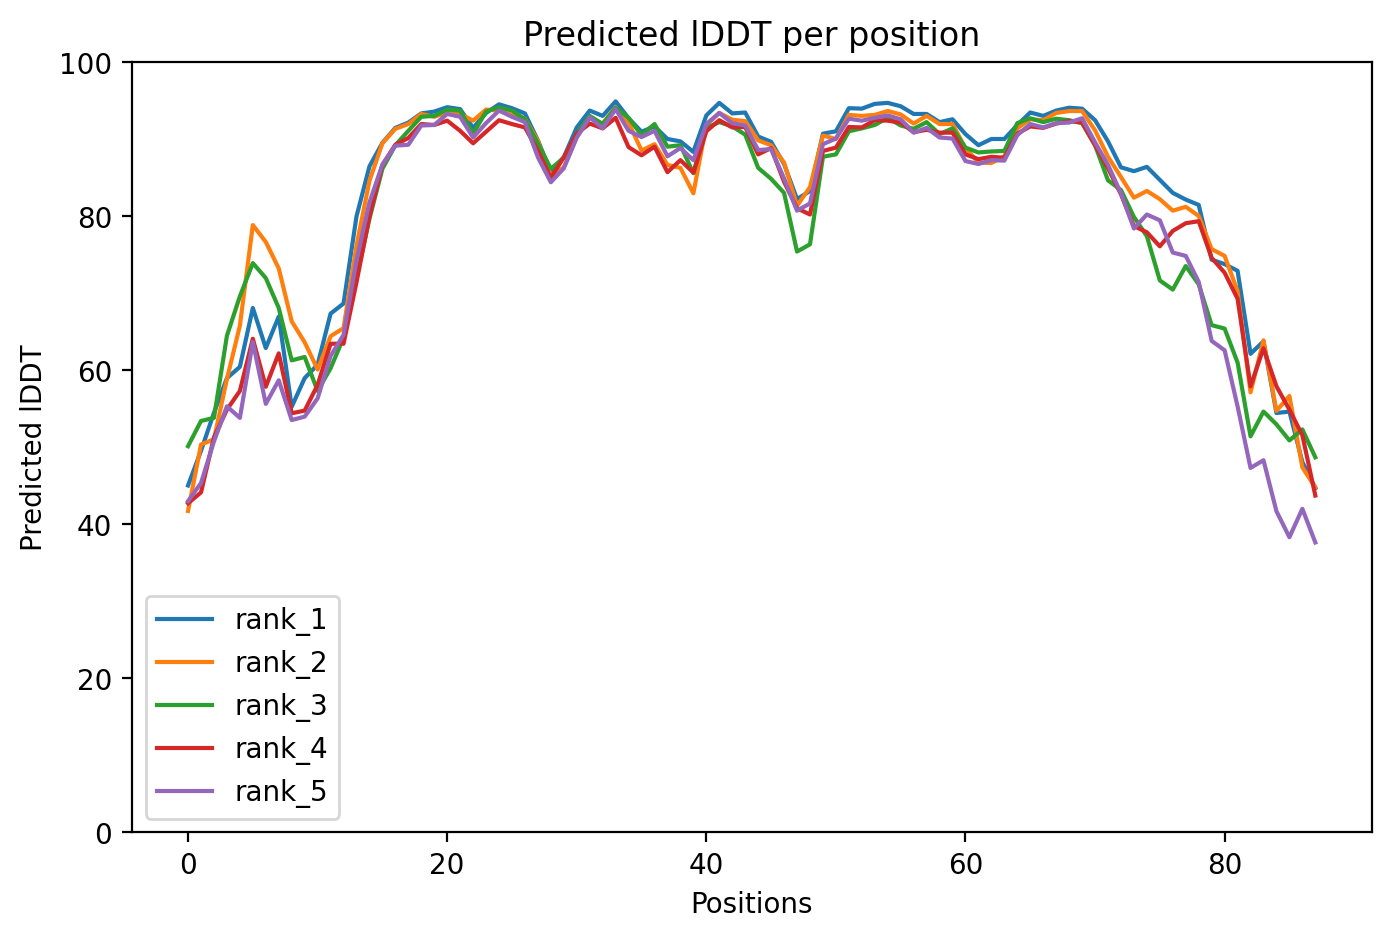 Predicted lDDT per position
100
80
60
40
20
0
Predicted lDDT
rank_1
rank_2
rank_3
rank_4
rank_5
0 20 40 60 80
Positions